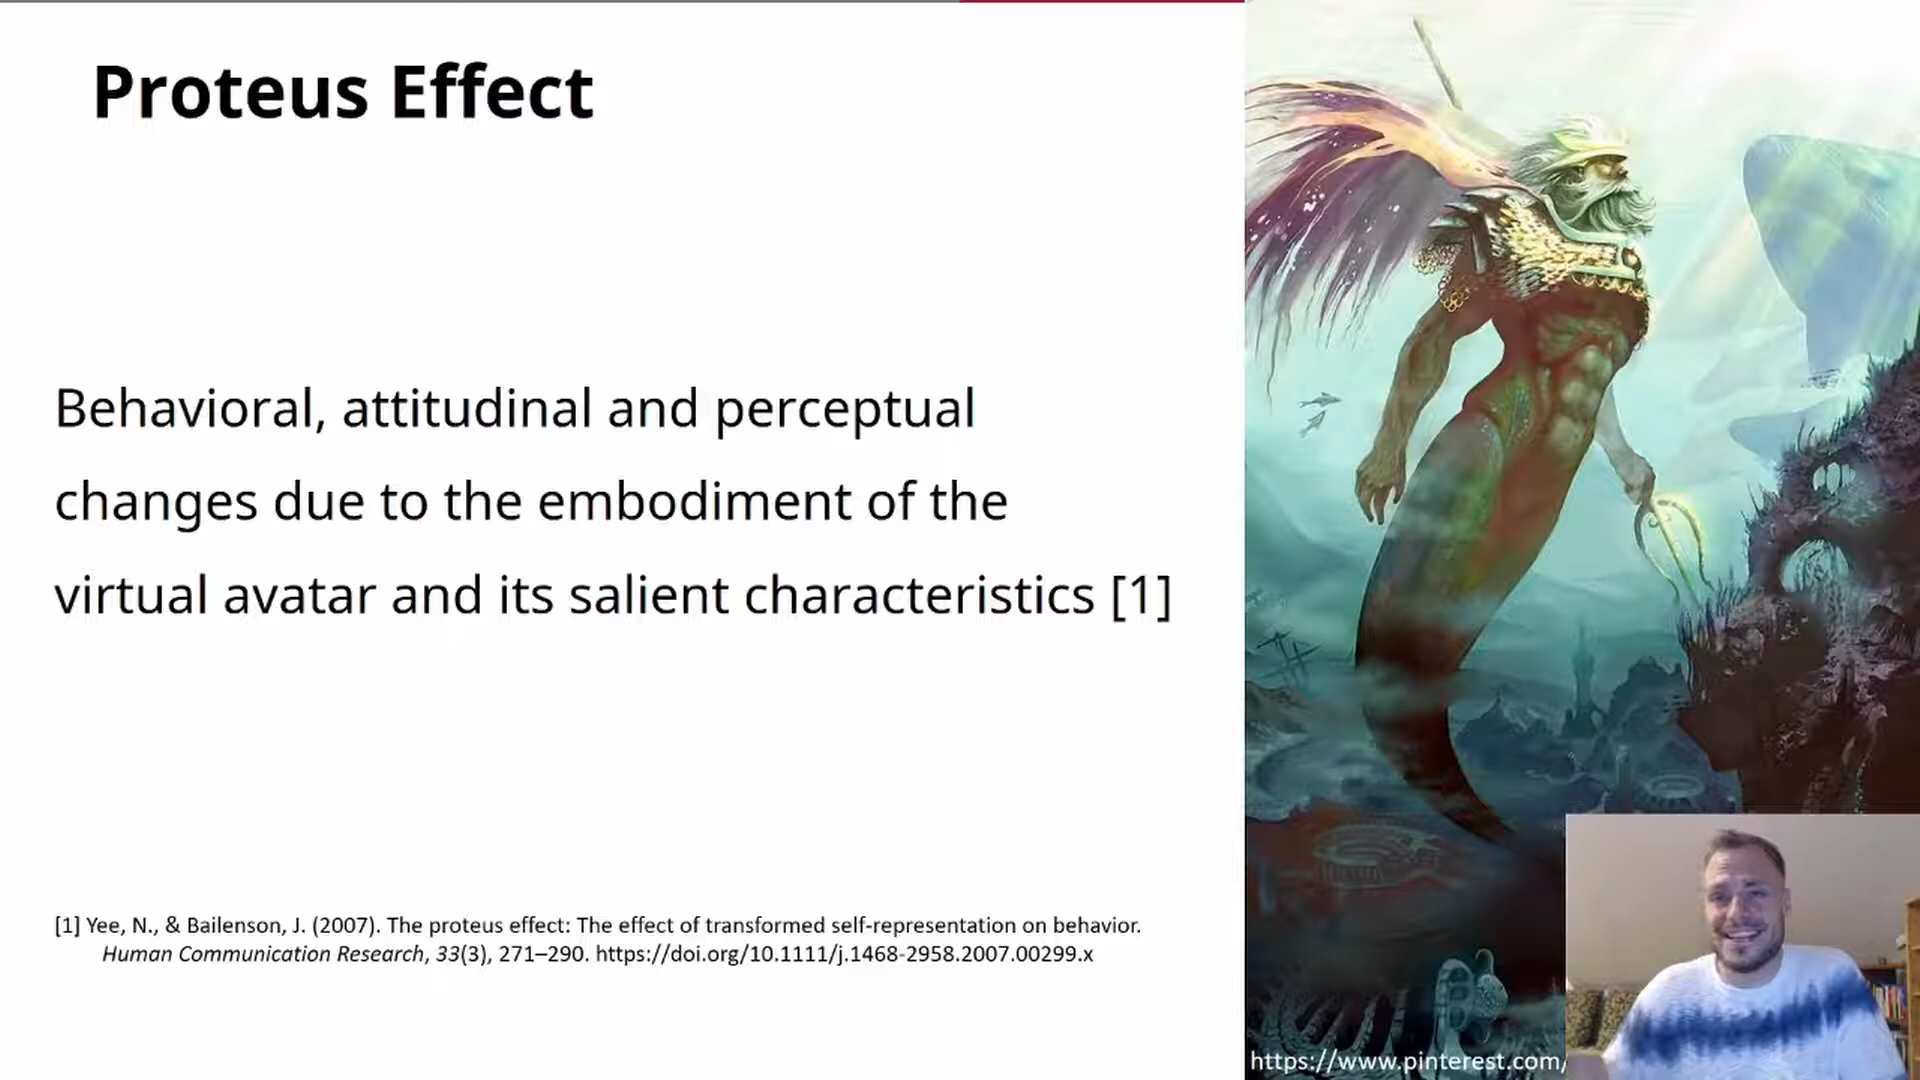 Proteus Effect
Behavioral, attitudinal and perceptual
changes due to the embodiment of the
virtual avatar and its salient characteristics [1]
[1] Yee, N., & Bailenson, J. (2007). The proteus effect: The effect of transformed self-representation on behavior.
Human Communication Research, 33(3), 271–290. https://doi.org/10.1111/j.1468-2958.2007.00299.x
https://www.pinterest.com/